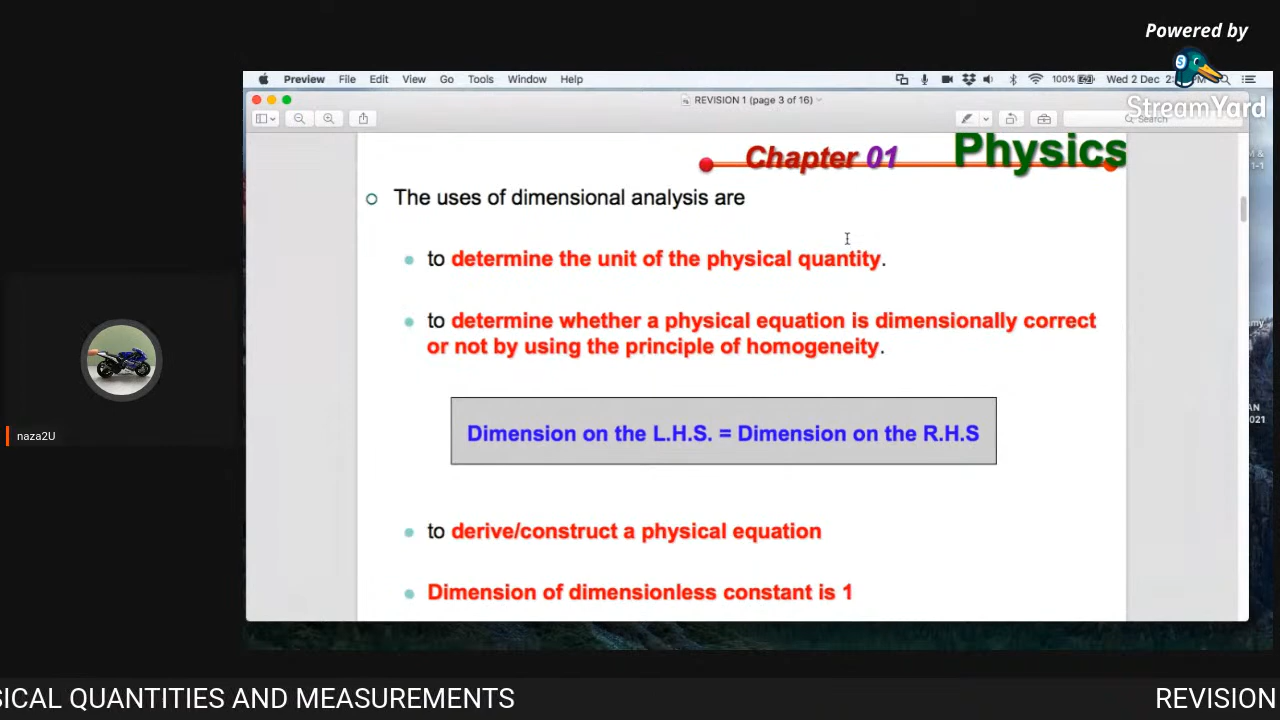 Powered by
StreamYard
Preview File Edit View Go Tools Window Help
100% Wed 2 Dec
REVISION 1 (page 3 of 16)
Search
Chapter 01 Physics
The uses of dimensional analysis are
to determine the unit of the physical quantity.
to determine whether a physical equation is dimensionally correct
or not by using the principle of homogeneity.
Dimension on the L.H.S. = Dimension on the R.H.S
to derive/construct a physical equation
Dimension of dimensionless constant is 1
naza2U
SICAL QUANTITIES AND MEASUREMENTS
REVISION